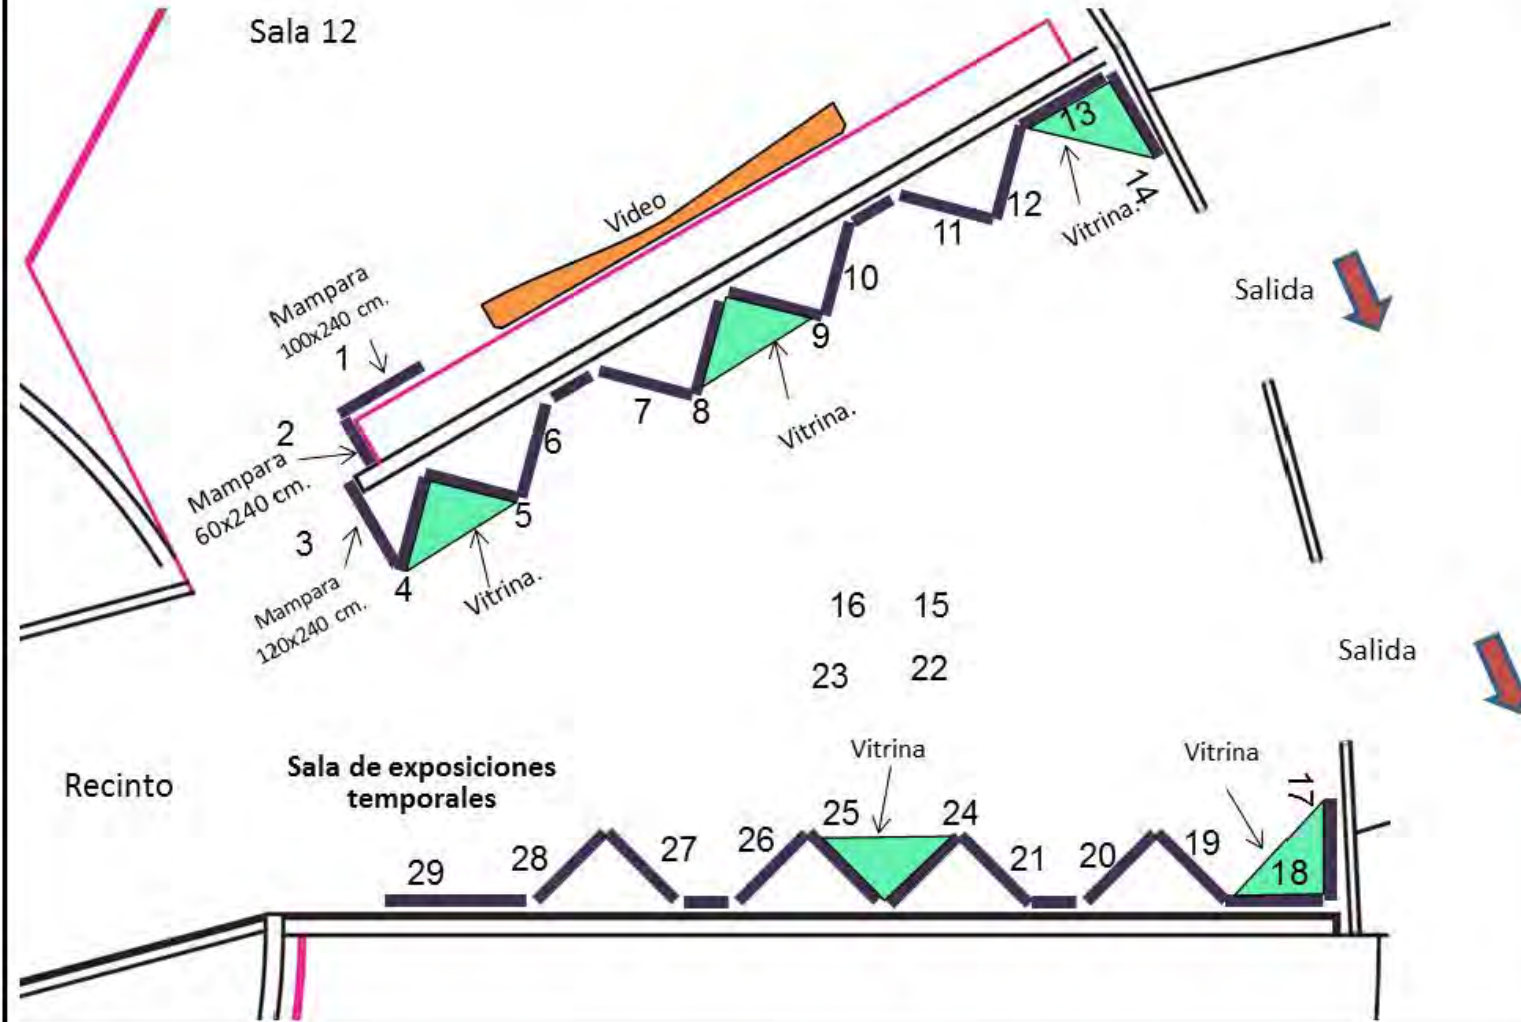 Sala 12
13
14
Vitrina.
12
11
Video
10
Salida
Mampara
100x240 cm.
1
9
Vitrina.
8
7
2
6
Mampara
60x240 cm.
5
3
4
Vitrina.
Mampara
120x240 cm.
16 15
23 22
Salida
Recinto
Sala de exposiciones
temporales
Vitrina
Vitrina
17
25
24
26
27
28
29
21
20
19
18